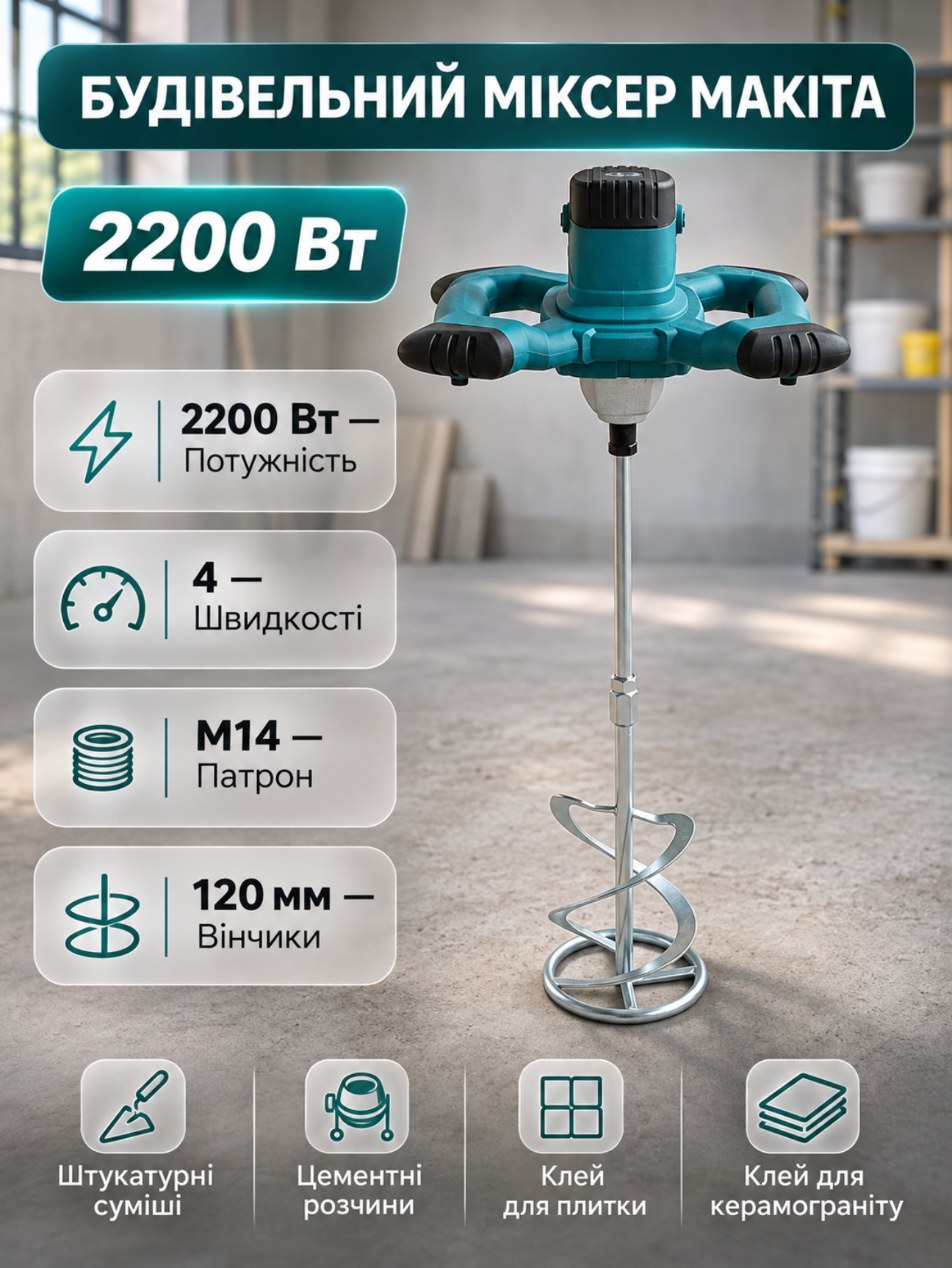 БУДІВЕЛЬНИЙ МІКСЕР МАКІТА
2200 Вт
2200 Вт —
Потужність
4 —
Швидкості
М14 —
Патрон
120 мм —
Вінчики
Штукатурні
суміші
Цементні
розчини
Клей
для плитки
Клей для
керамограніту